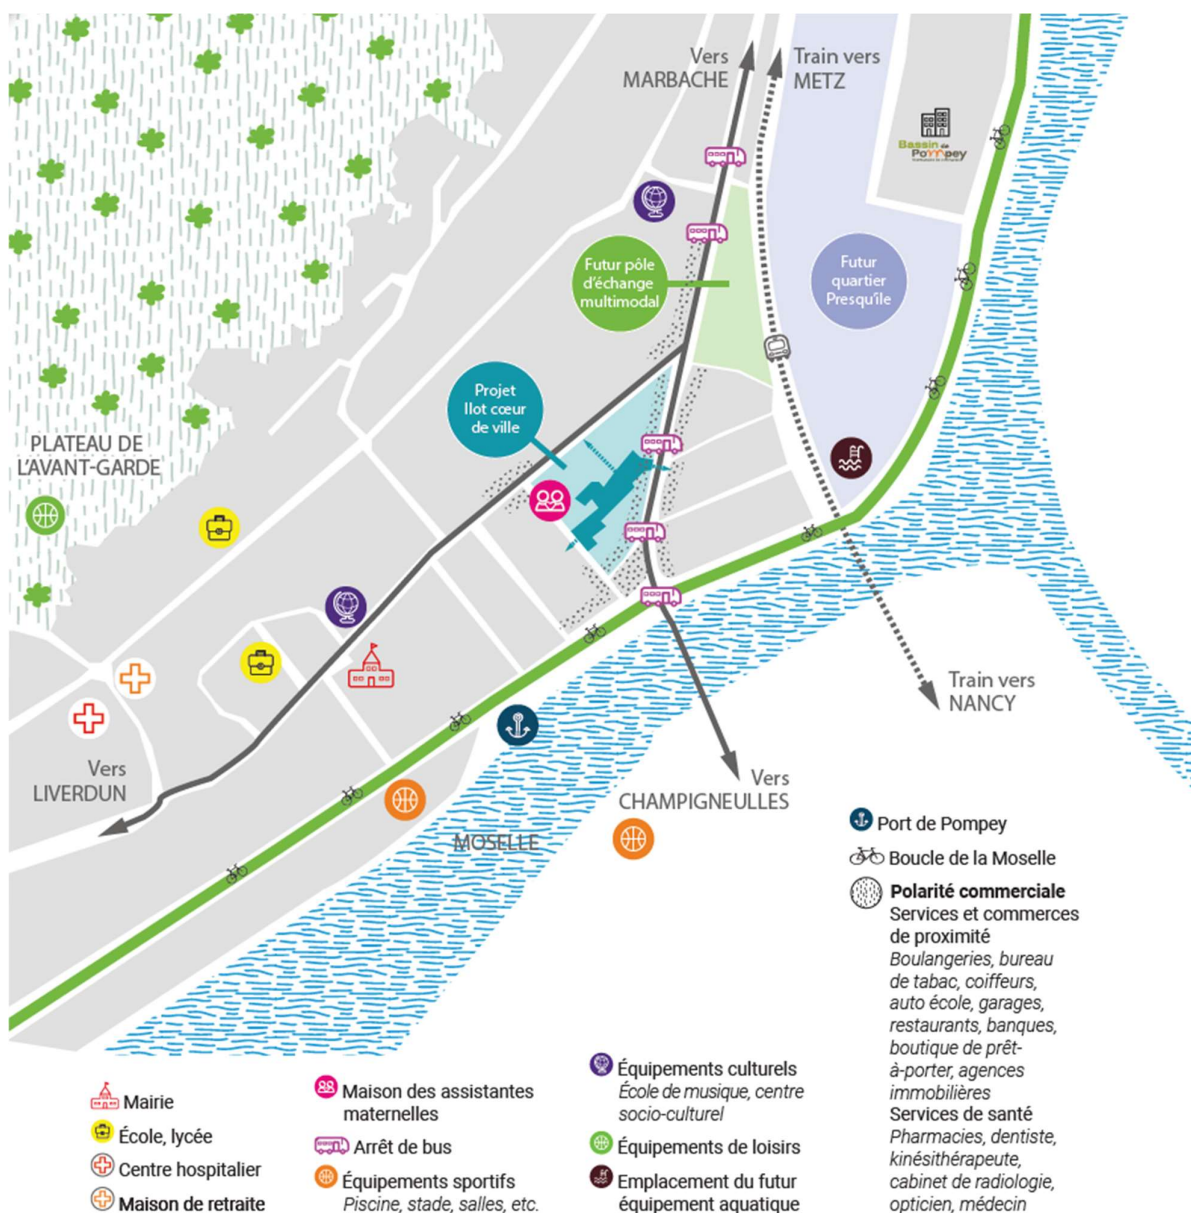 Vers
MARBACHE
Train vers
METZ
Bassin de
Pompey
Futur pôle
d'échange
multimodal
Futur
quartier
Presqu'île
Projet
Ilot cœur
de ville
PLATEAU DE
L'AVANT-GARDE
Train vers
NANCY
Vers
LIVERDUN
Vers
CHAMPIGNEULLES
MOSELLE
Port de Pompey
Boucle de la Moselle
Polarité commerciale
Services et commerces
de proximité
Boulangeries, bureau
de tabac, coiffeurs,
auto école, garages,
restaurants, banques,
boutique de prêt-
à-porter, agences
immobilières
Services de santé
Pharmacies, dentiste,
kinésithérapeute,
cabinet de radiologie,
opticien, médecin
Mairie
École, lycée
Centre hospitalier
Maison de retraite
Maison des assistantes
maternelles
Arrêt de bus
Équipements sportifs
Piscine, stade, salles, etc.
Équipements culturels
École de musique, centre
socio-culturel
Équipements de loisirs
Emplacement du futur
équipement aquatique